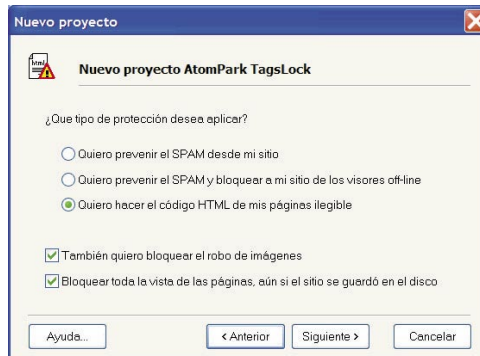 Nuevo proyecto
html
Nuevo proyecto AtomPark TagsLock
¿Que tipo de protección desea aplicar?
Quiero prevenir el SPAM desde mi sitio
Quiero prevenir el SPAM y bloquear a mi sitio de los visores off-line
Quiero hacer el código HTML de mis páginas ilegible
También quiero bloquear el robo de imágenes
Bloquear toda la vista de las páginas, aún si el sitio se guardó en el disco
Ayuda... < Anterior Siguiente > Cancelar